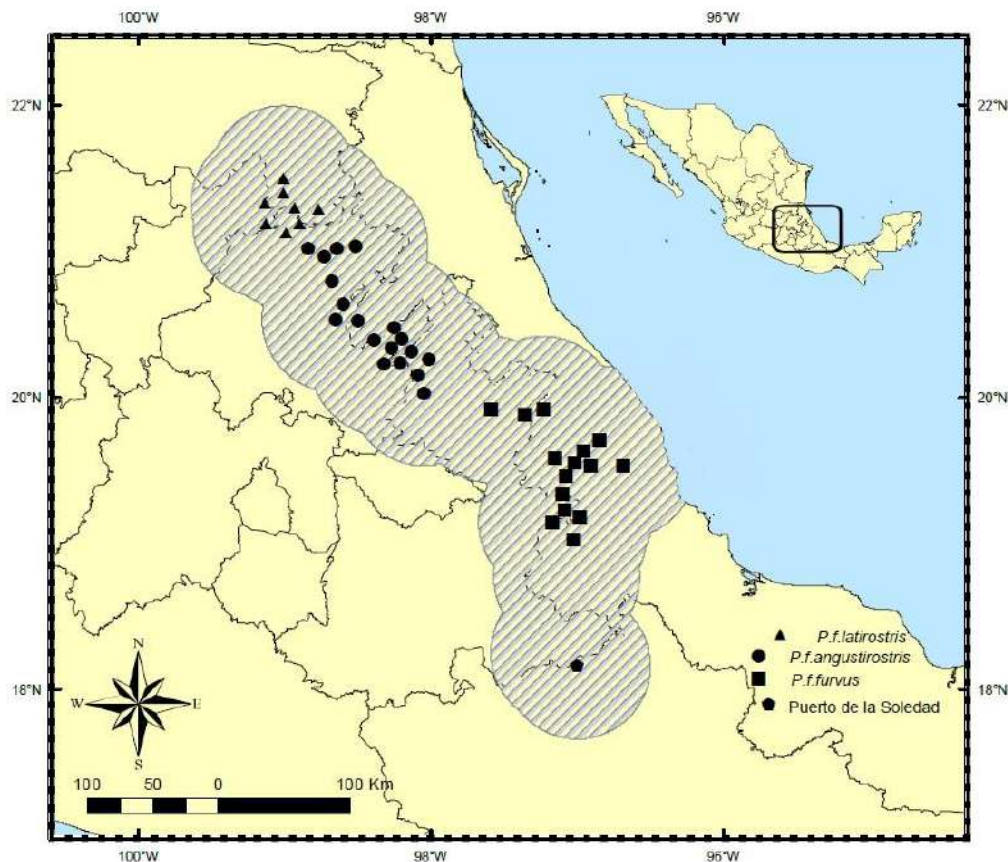 100°W 98°W 96°W
22°N 22°N
20°N 20°N
18°N 18°N
N
W E
S
P.f.latirostris
P.f.angustirostris
P.f.furvus
Puerto de la Soledad
100 50 0 100 Km
100°W 98°W 96°W